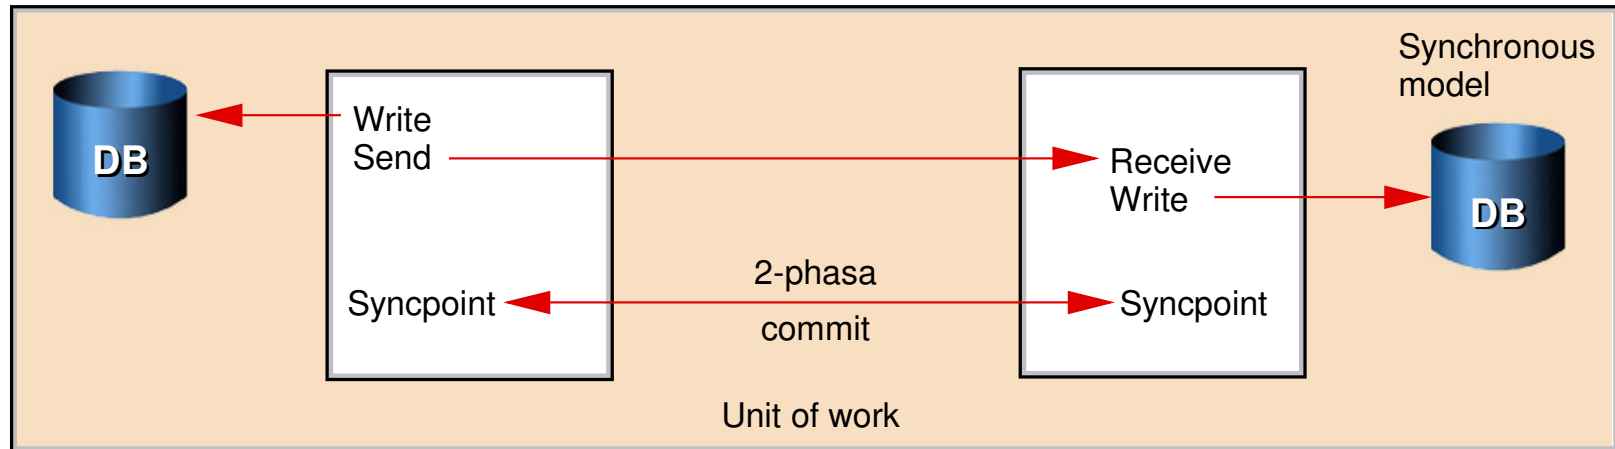 Synchronous
model
DB
Write
Send
Receive
Write
DB
2-phasa
commit
Syncpoint
Syncpoint
Unit of work